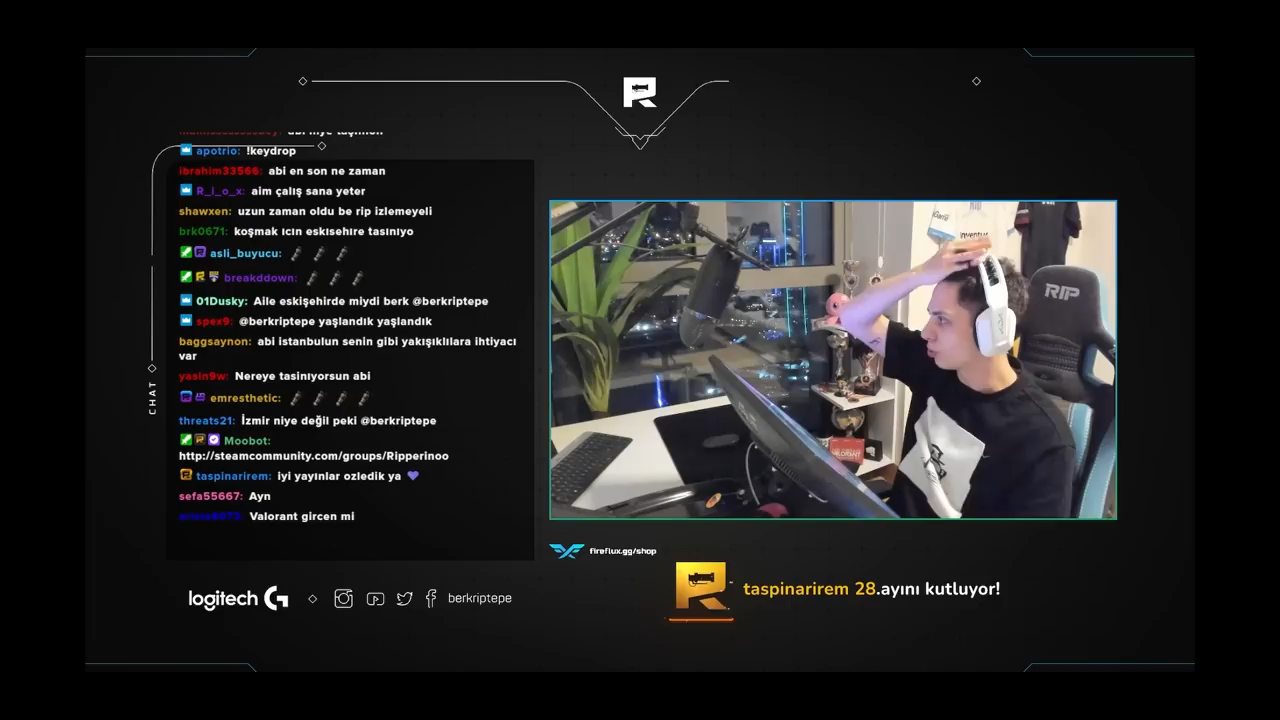 apotrio: !keydrop
ibrahim33566: abi en son ne zaman
R_i_o_x: aim çalış sana yeter
shawxen: uzun zaman oldu be rip izlemeyeli
brk0671: koşmak ıcın eskısehıre tasınıyo
asli_buyucu:
breakddown:
01Dusky: Aile eskişehirde miydi berk @berkriptepe
spex9: @berkriptepe yaşlandık yaşlandık
baggsaynon: abi istanbulun senin gibi yakışıklılara ihtiyacı
var
yasin9w: Nereye tasiniyorsun abi
emresthetic:
threats21: İzmir niye değil peki @berkriptepe
Moobot:
http://steamcommunity.com/groups/Ripperinoo
taspinarirem: iyi yayınlar ozledik ya
sefa55667: Ayn
Valorant gircen mi
CHAT
RIP
fireflux.gg/shop
taspinarirem 28.ayını kutluyor!
logitech G
berkriptepe